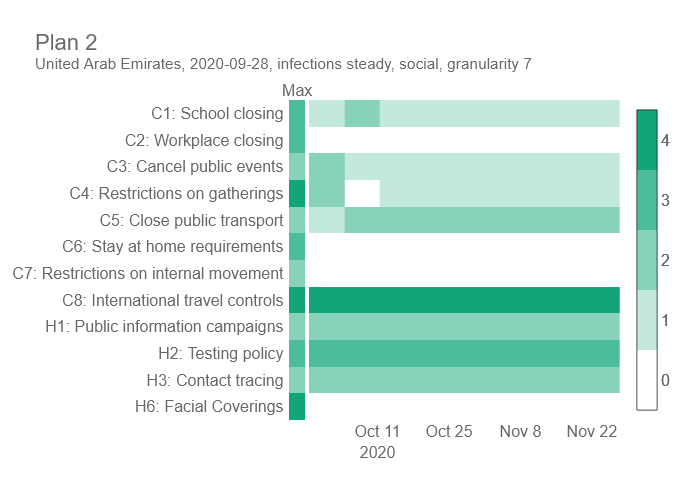 Plan 2
United Arab Emirates, 2020-09-28, infections steady, social, granularity 7
Max
C1: School closing
C2: Workplace closing
C3: Cancel public events
C4: Restrictions on gatherings
C5: Close public transport
C6: Stay at home requirements
C7: Restrictions on internal movement
C8: International travel controls
H1: Public information campaigns
H2: Testing policy
H3: Contact tracing
H6: Facial Coverings
4
3
2
1
0
Oct 11 Oct 25 Nov 8 Nov 22
2020